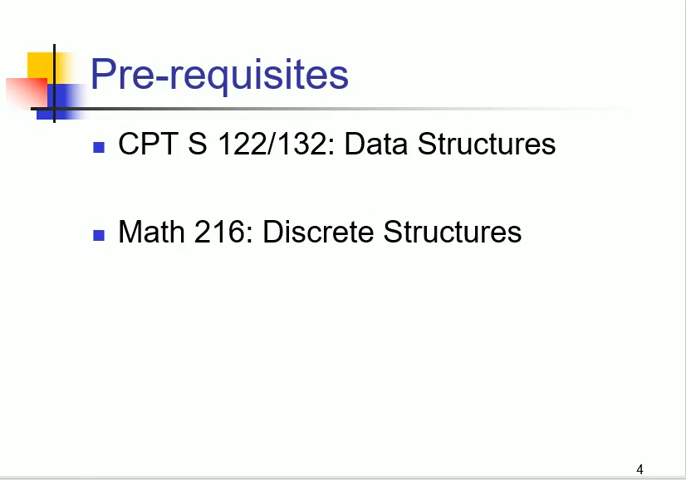 Pre-requisites
CPT S 122/132: Data Structures
Math 216: Discrete Structures
4